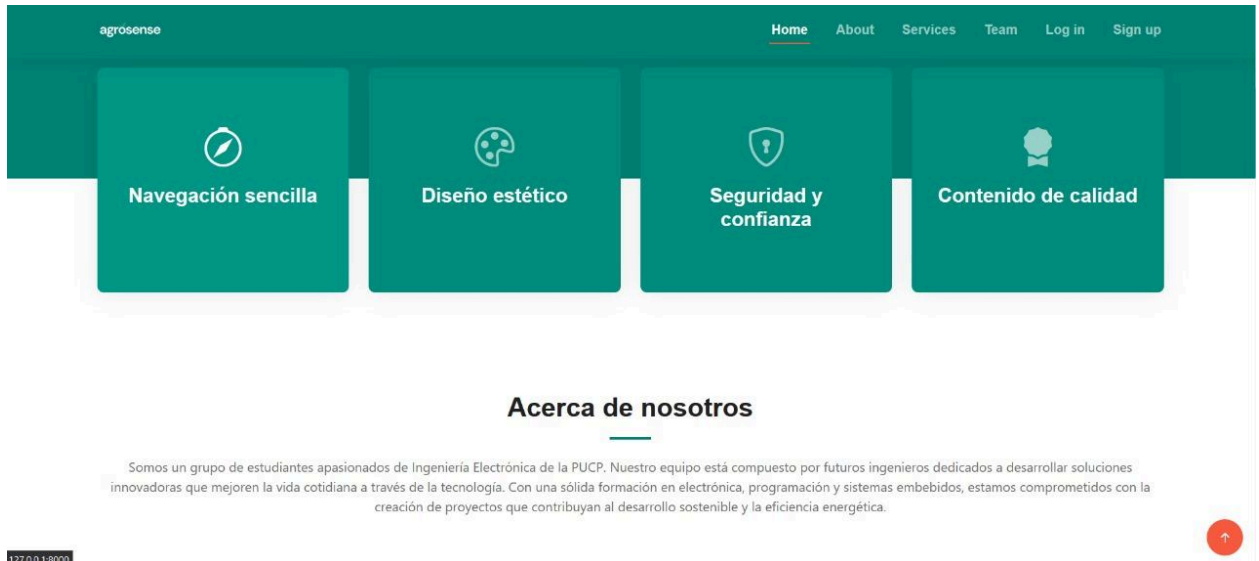 agrosense
Home About Services Team Log in Sign up
Navegación sencilla
Diseño estético
Seguridad y
confianza
Contenido de calidad
Acerca de nosotros
Somos un grupo de estudiantes apasionados de Ingeniería Electrónica de la PUCP. Nuestro equipo está compuesto por futuros ingenieros dedicados a desarrollar soluciones
innovadoras que mejoren la vida cotidiana a través de la tecnología. Con una sólida formación en electrónica, programación y sistemas embebidos, estamos comprometidos con la
creación de proyectos que contribuyan al desarrollo sostenible y la eficiencia energética.
127.0.0.1:8000